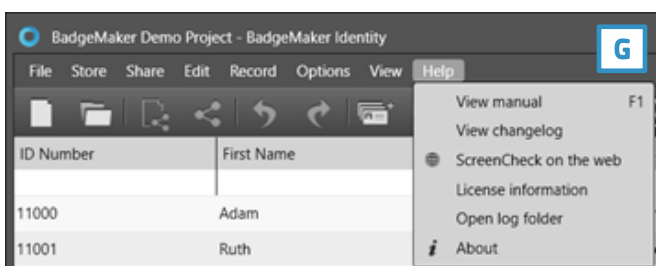 BadgeMaker Demo Project - BadgeMaker Identity
G
File Store Share Edit Record Options View Help
View manual F1
View changelog
ID Number First Name ScreenCheck on the web
License information
11000 Adam Open log folder
11001 Ruth About